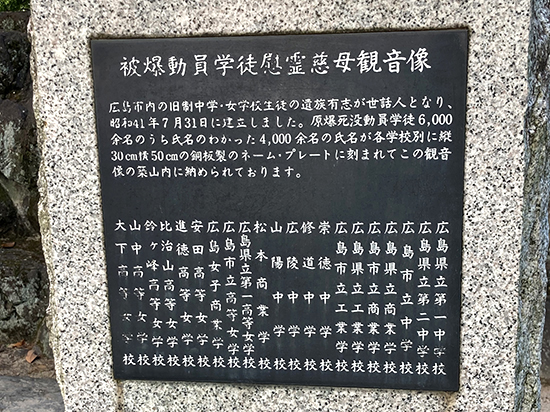 被爆動員学徒慰霊慈母観音像
広島市内の旧制中学・女学校生徒の遺族有志が世話人となり、
昭和41年7月31日に建立しました。原爆死没動員学徒6,000
余名のうち氏名のわかった4,000余名の氏名が各学校別に縦
30cm横50cmの銅板製のネーム・プレートに刻まれてこの観音
像の築山内に納められております。
広島県立第一中学校
広島県立第二中学校
広島市立中学校
広島県立商業学校
広島市立商業学校
広島県立工業学校
広島市立工業学校
崇徳中学校
修道中学校
広陵中学校
山陽中学校
松本商業学校
広島県立第一高等女学校
広島市立高等女学校
広島女子商業学校
安田高等女学校
進徳高等女学校
比治山高等女学校
鈴ヶ峰高等女学校
山中高等女学校
大下高等女学校